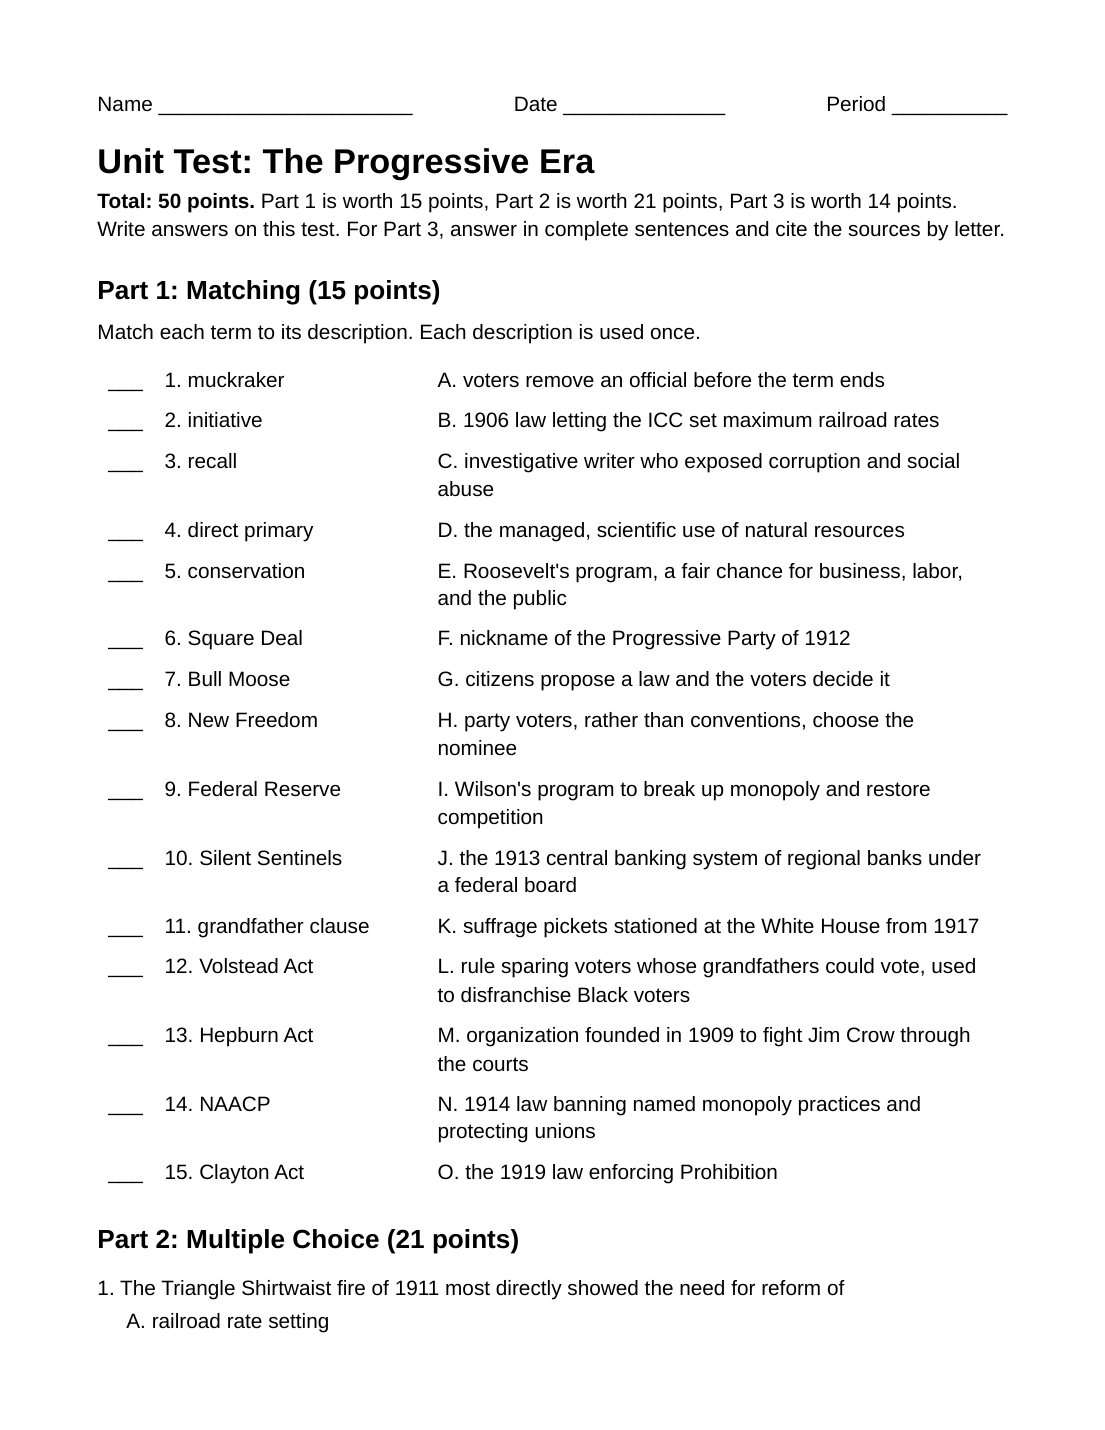 Name ______________________ Date ______________ Period __________
Unit Test: The Progressive Era
Total: 50 points. Part 1 is worth 15 points, Part 2 is worth 21 points, Part 3 is worth 14 points.
Write answers on this test. For Part 3, answer in complete sentences and cite the sources by letter.
Part 1: Matching (15 points)
Match each term to its description. Each description is used once.
___ 1. muckraker A. voters remove an official before the term ends
___ 2. initiative B. 1906 law letting the ICC set maximum railroad rates
___ 3. recall C. investigative writer who exposed corruption and social
abuse
___ 4. direct primary D. the managed, scientific use of natural resources
___ 5. conservation E. Roosevelt's program, a fair chance for business, labor,
and the public
___ 6. Square Deal F. nickname of the Progressive Party of 1912
___ 7. Bull Moose G. citizens propose a law and the voters decide it
___ 8. New Freedom H. party voters, rather than conventions, choose the
nominee
___ 9. Federal Reserve I. Wilson's program to break up monopoly and restore
competition
___ 10. Silent Sentinels J. the 1913 central banking system of regional banks under
a federal board
___ 11. grandfather clause K. suffrage pickets stationed at the White House from 1917
___ 12. Volstead Act L. rule sparing voters whose grandfathers could vote, used
to disfranchise Black voters
___ 13. Hepburn Act M. organization founded in 1909 to fight Jim Crow through
the courts
___ 14. NAACP N. 1914 law banning named monopoly practices and
protecting unions
___ 15. Clayton Act O. the 1919 law enforcing Prohibition
Part 2: Multiple Choice (21 points)
1. The Triangle Shirtwaist fire of 1911 most directly showed the need for reform of
A. railroad rate setting